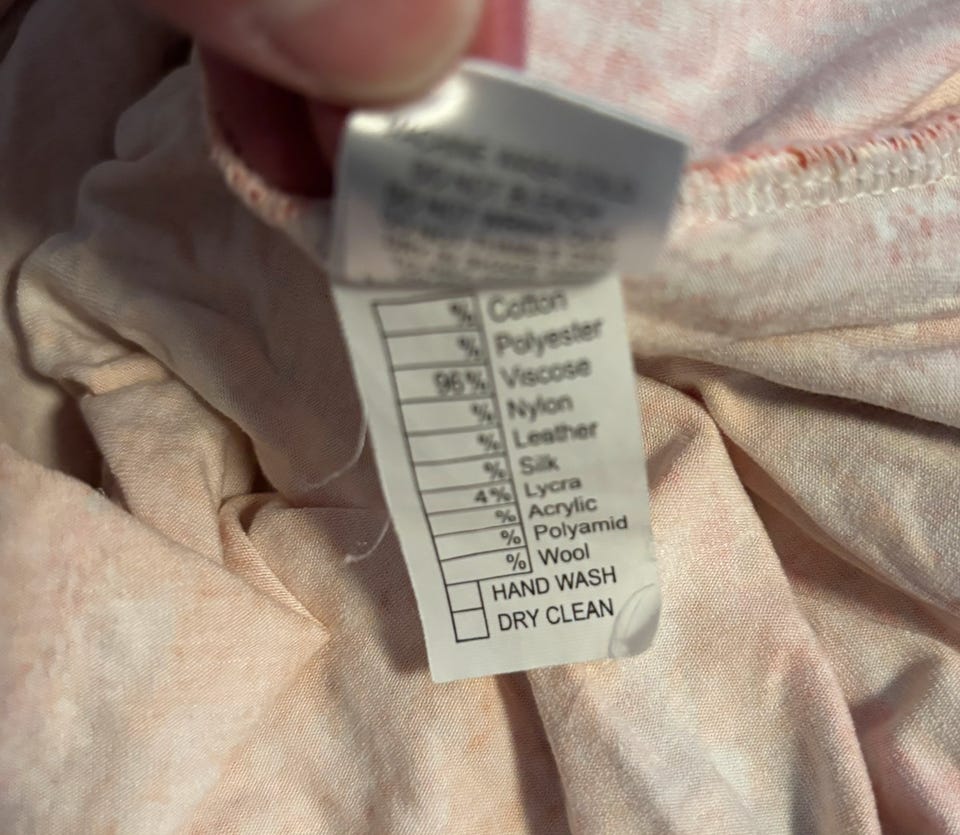 DO NOT BLEACH
% Cotton
% Polyester
96% Viscose
% Nylon
% Leather
% Silk
4% Lycra
% Acrylic
% Polyamid
% Wool
HAND WASH
DRY CLEAN